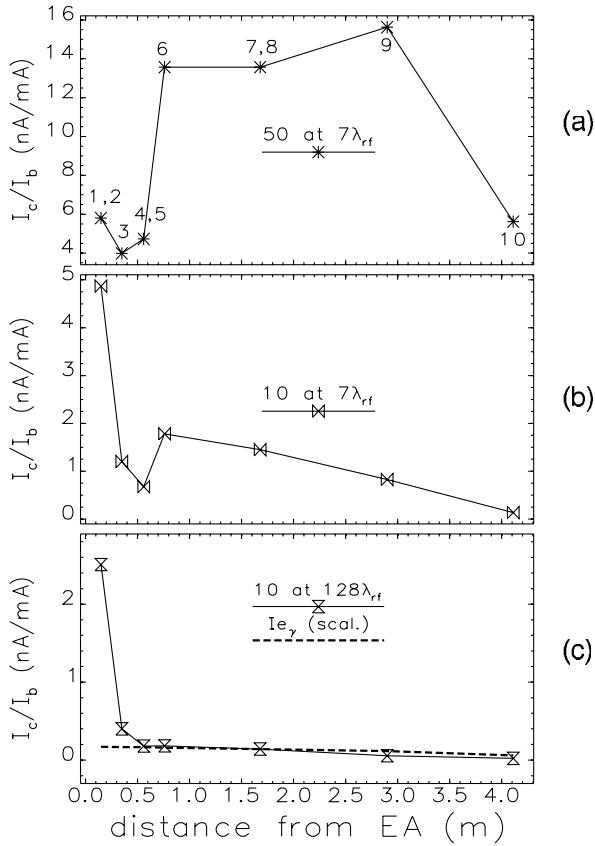 16
14
12
10
8
6
4
I_c/I_b (nA/mA)
1,2
3
4,5
6
7,8
9
10
50 at 7λ_rf
(a)
5
4
3
2
1
0
I_c/I_b (nA/mA)
10 at 7λ_rf
(b)
2
1
0
I_c/I_b (nA/mA)
10 at 128λ_rf
Ie_γ (scal.)
(c)
0.0 0.5 1.0 1.5 2.0 2.5 3.0 3.5 4.0
distance from EA (m)